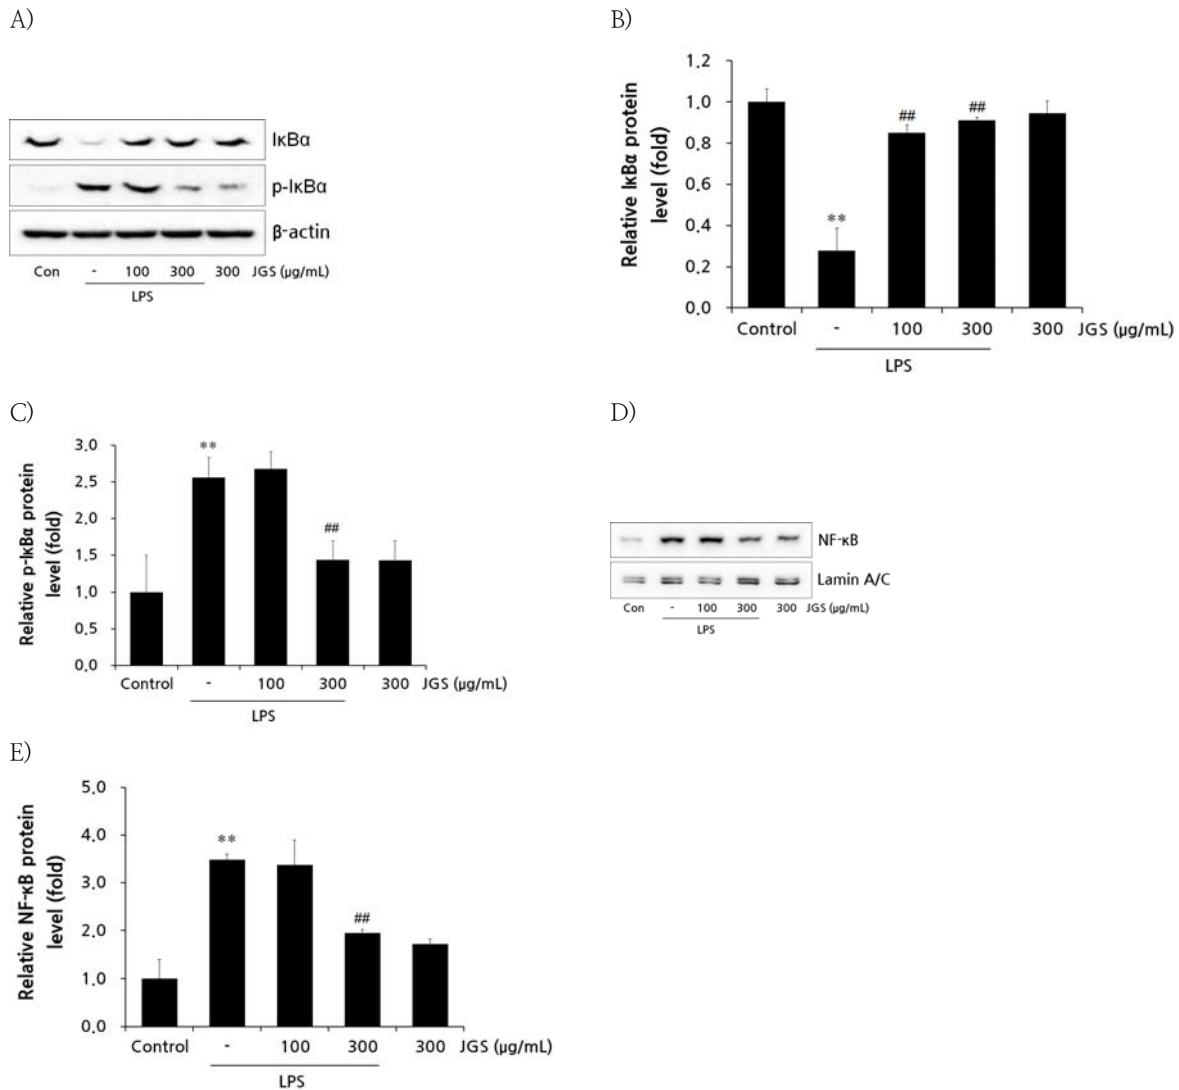 A)
IκBα
p-IκBα
β-actin
Con - 100 300 300 JGS (μg/mL)
LPS
B)
Relative IκBα protein
level (fold)
1.2
1.0
0.8
0.6
0.4
0.2
0.0
**
##
##
Control - 100 300 300 JGS (μg/mL)
LPS
C)
Relative p-IκBα protein
level (fold)
3.0
2.5
2.0
1.5
1.0
0.5
0.0
**
##
Control - 100 300 300 JGS (μg/mL)
LPS
D)
NF-κB
Lamin A/C
Con - 100 300 300 JGS (μg/mL)
LPS
E)
Relative NF-κB protein
level (fold)
5.0
4.0
3.0
2.0
1.0
0.0
**
##
Control - 100 300 300 JGS (μg/mL)
LPS